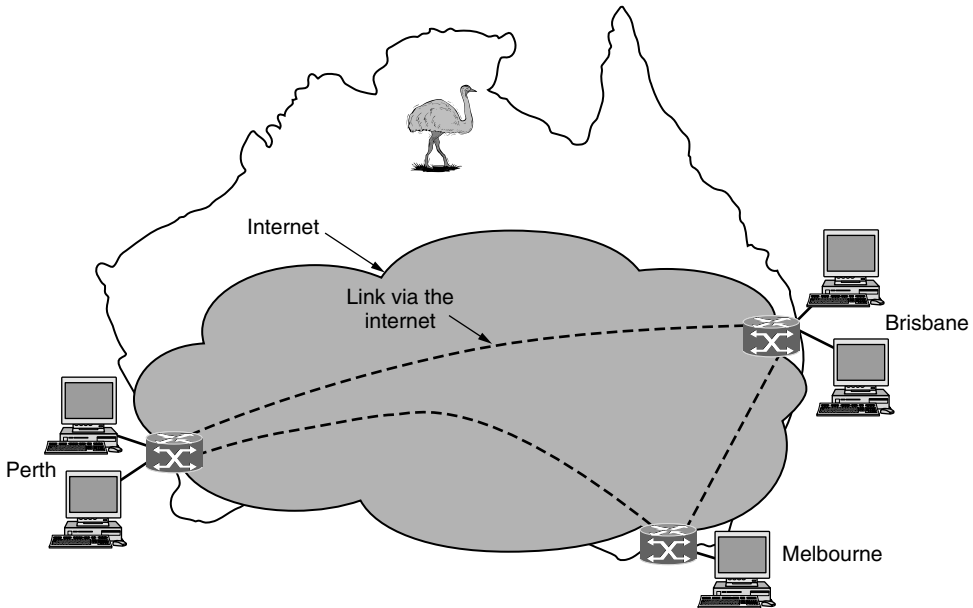 Internet
Link via the
internet
Brisbane
Perth
Melbourne